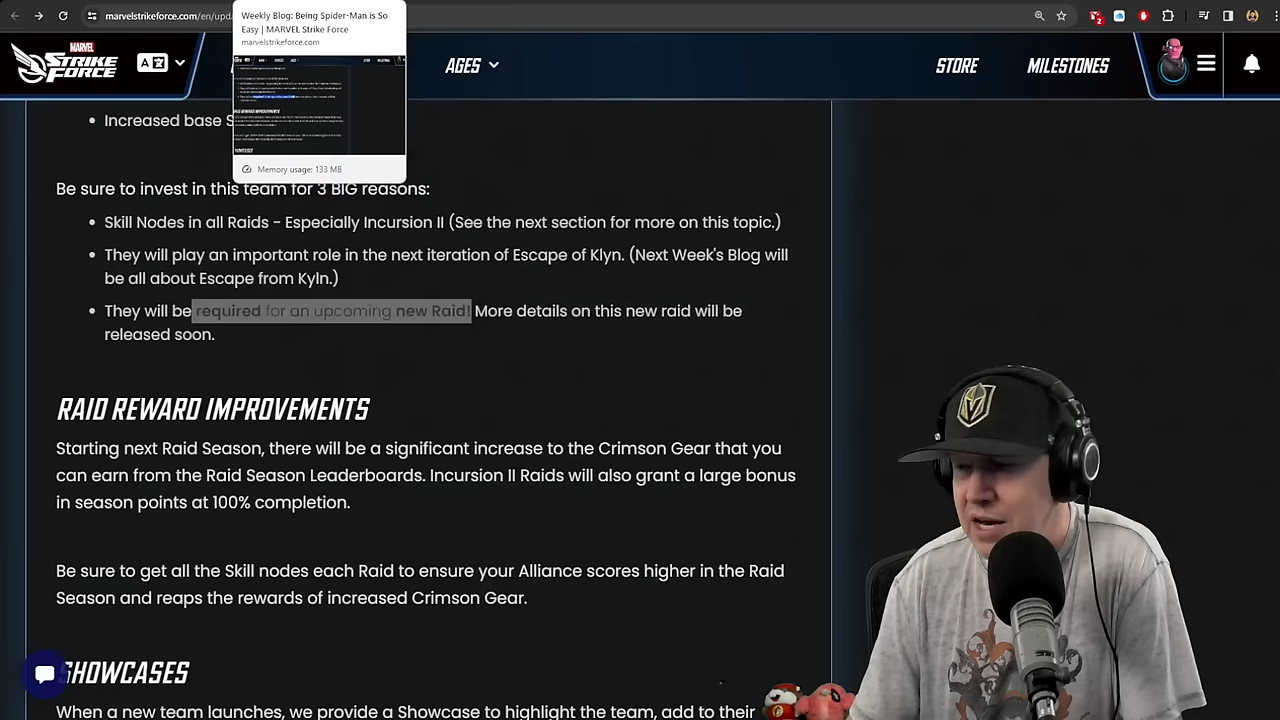 marvelstrikeforce.com/en/upd
2
Weekly Blog: Being Spider-Man is So
Easy | MARVEL Strike Force
marvelstrikeforce.com
Memory usage: 133 MB
MARVEL
STRIKE
FORCE
AGES
STORE
MILESTONES
• Increased base S
Be sure to invest in this team for 3 BIG reasons:
• Skill Nodes in all Raids - Especially Incursion II (See the next section for more on this topic.)
• They will play an important role in the next iteration of Escape of Klyn. (Next Week's Blog will
be all about Escape from Kyln.)
• They will be required for an upcoming new Raid! More details on this new raid will be
released soon.
RAID REWARD IMPROVEMENTS
Starting next Raid Season, there will be a significant increase to the Crimson Gear that you
can earn from the Raid Season Leaderboards. Incursion II Raids will also grant a large bonus
in season points at 100% completion.
Be sure to get all the Skill nodes each Raid to ensure your Alliance scores higher in the Raid
Season and reaps the rewards of increased Crimson Gear.
SHOWCASES
When a new team launches, we provide a Showcase to highlight the team, add to their